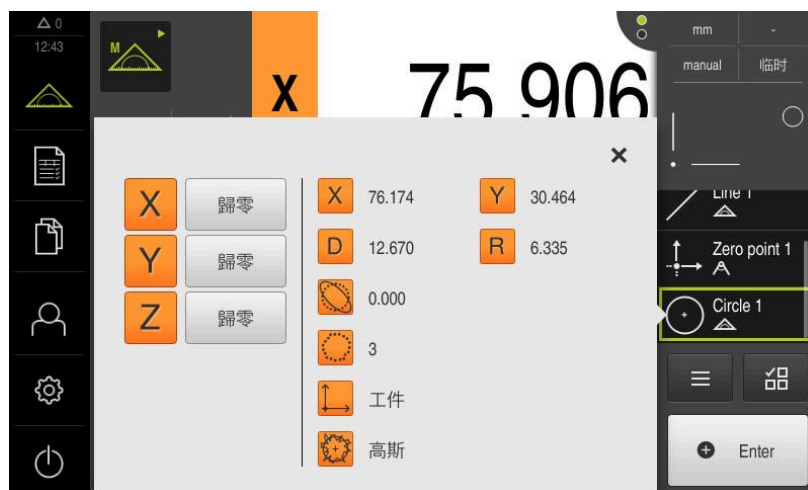 0
12:43
M
X
75.906
mm
-
manual
临时
X
歸零
Y
歸零
Z
歸零
X
76.174
Y
30.464
D
12.670
R
6.335
0.000
3
工件
高斯
Line 1
Zero point 1
Circle 1
Enter